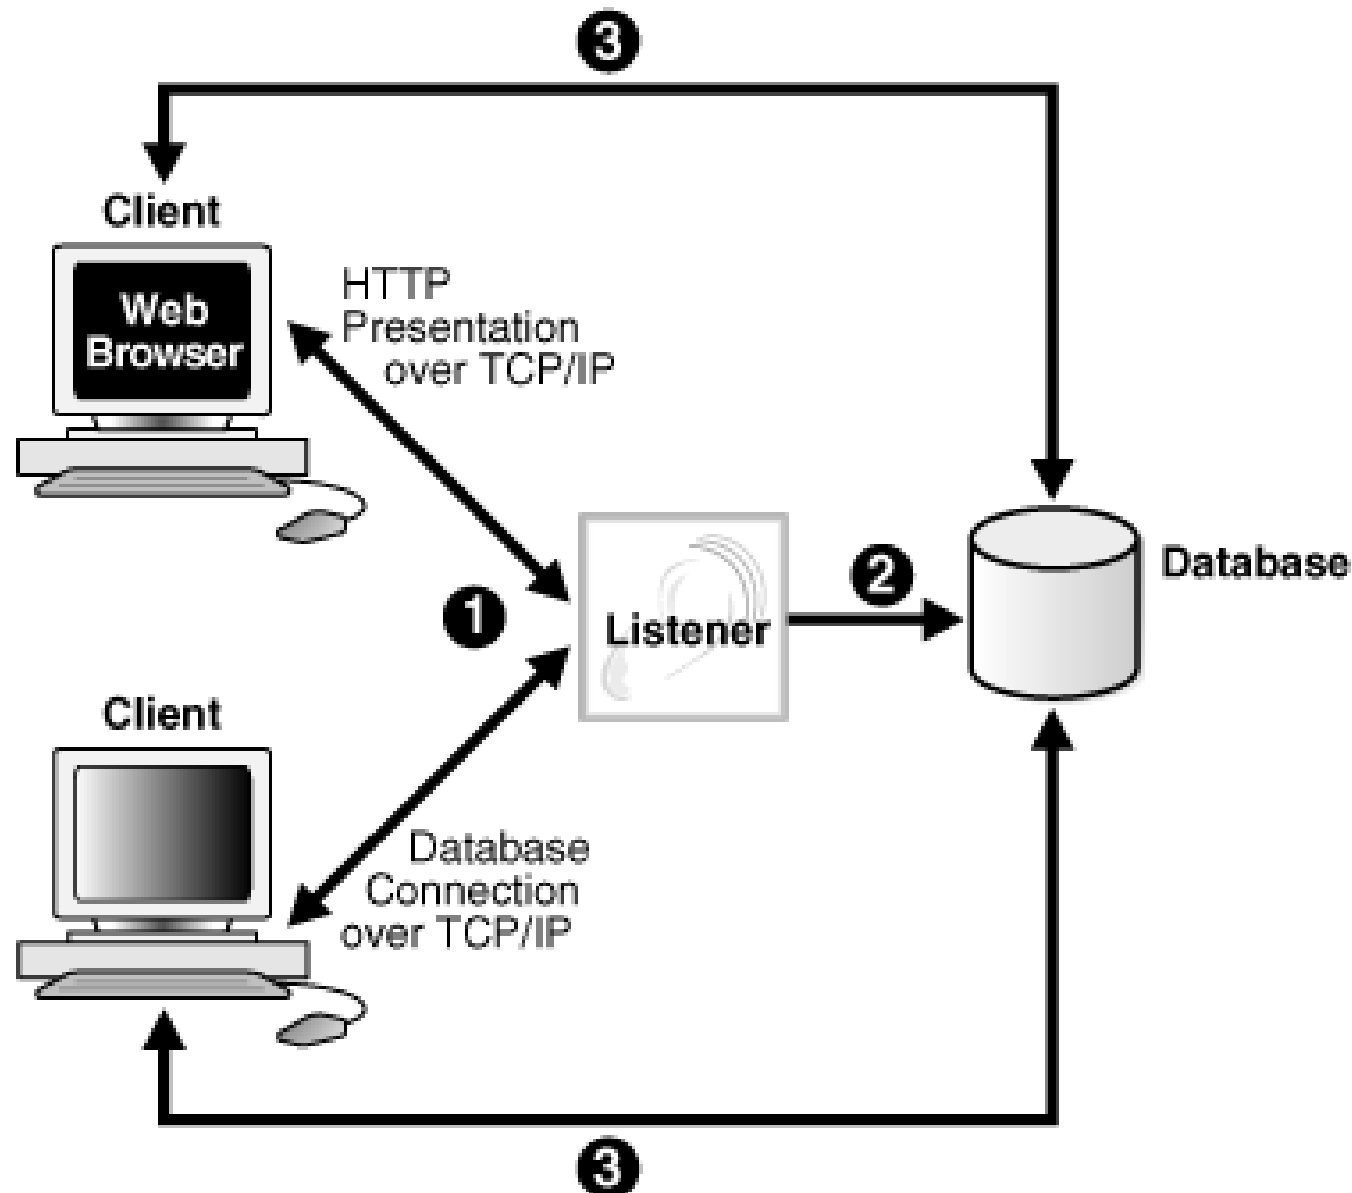 3
Client
Web
Browser
HTTP
Presentation
over TCP/IP
1
Listener
2
Database
Client
Database
Connection
over TCP/IP
3